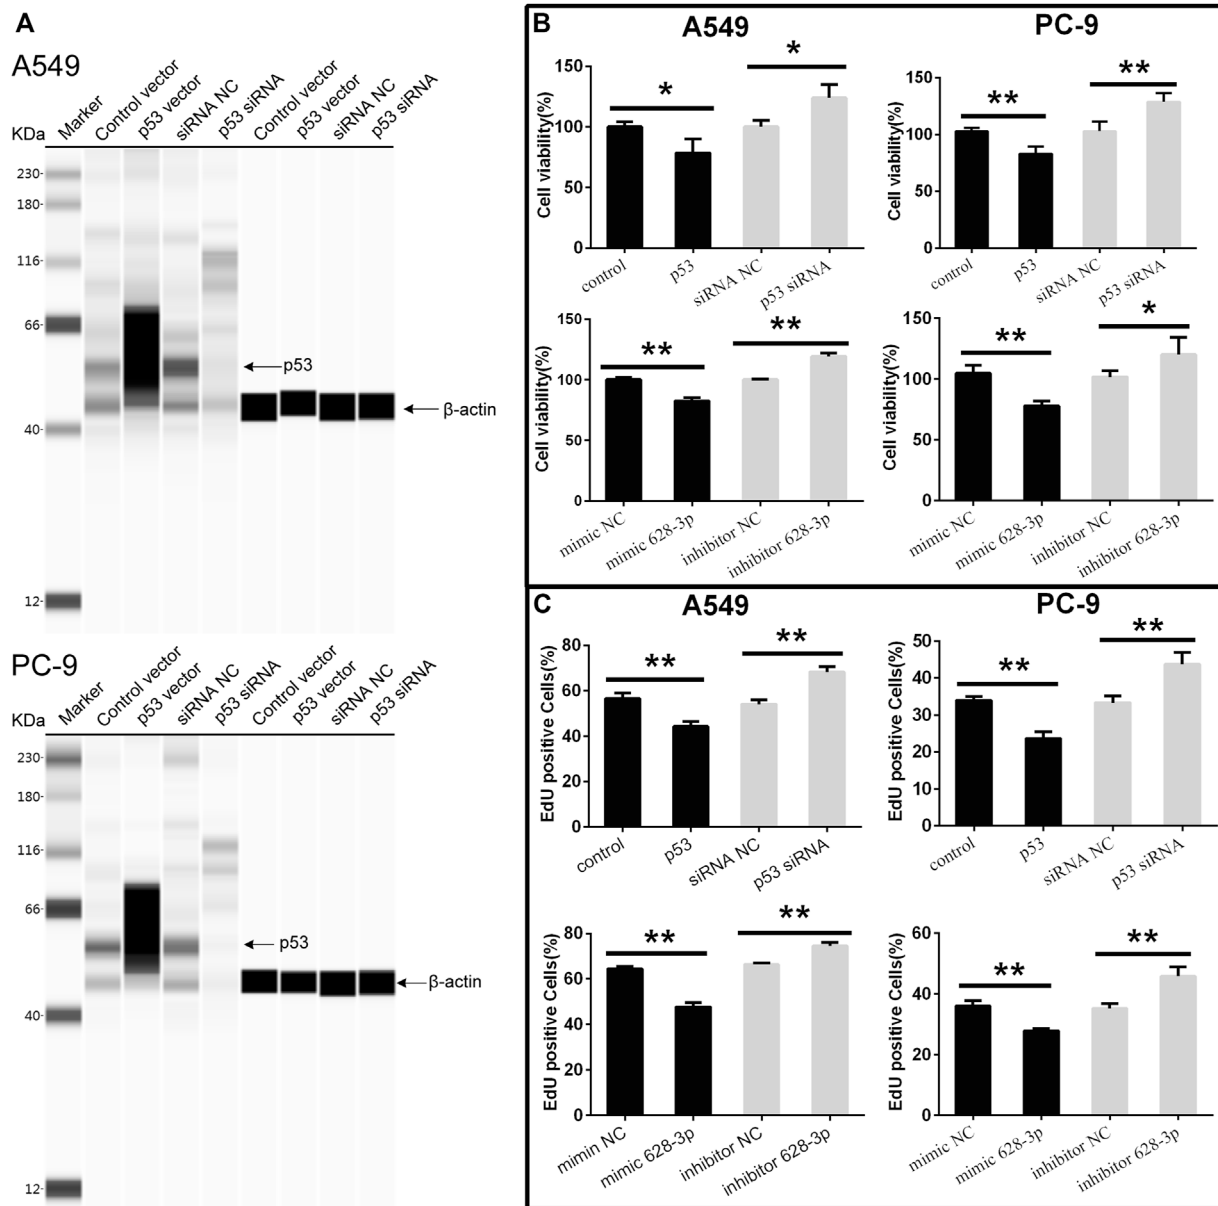 A
A549
KDa
Marker
Control vector
p53 vector
siRNA NC
p53 siRNA
Control vector
p53 vector
siRNA NC
p53 siRNA
230-
180-
116-
66-
40-
12-
p53
β-actin
PC-9
KDa
Marker
Control vector
p53 vector
siRNA NC
p53 siRNA
Control vector
p53 vector
siRNA NC
p53 siRNA
230-
180-
116-
66-
40-
12-
p53
β-actin
B
A549
PC-9
Cell viability(%)
150
100
50
0
*
*
control
p53
siRNA NC
p53 siRNA
Cell viability(%)
150
100
50
0
**
**
control
p53
siRNA NC
p53 siRNA
Cell viability(%)
150
100
50
0
**
**
mimic NC
mimic 628-3p
inhibitor NC
inhibitor 628-3p
Cell viability(%)
150
100
50
0
**
*
mimic NC
mimic 628-3p
inhibitor NC
inhibitor 628-3p
C
A549
PC-9
EdU positive Cells(%)
80
60
40
20
0
**
**
control
p53
siRNA NC
p53 siRNA
EdU positive Cells(%)
50
40
30
20
10
0
**
**
control
p53
siRNA NC
p53 siRNA
EdU positive Cells(%)
80
60
40
20
0
**
**
mimin NC
mimic 628-3p
inhibitor NC
inhibitor 628-3p
EdU positive Cells(%)
60
40
20
0
**
**
mimic NC
mimic 628-3p
inhibitor NC
inhibitor 628-3p